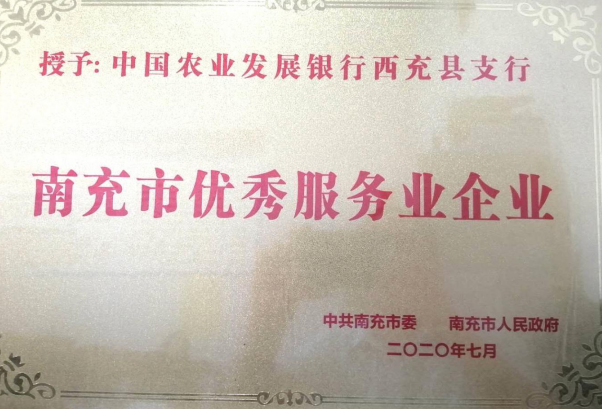 授予:中国农业发展银行西充县支行
南充市优秀服务业企业
中共南充市委 南充市人民政府
二〇二〇年七月